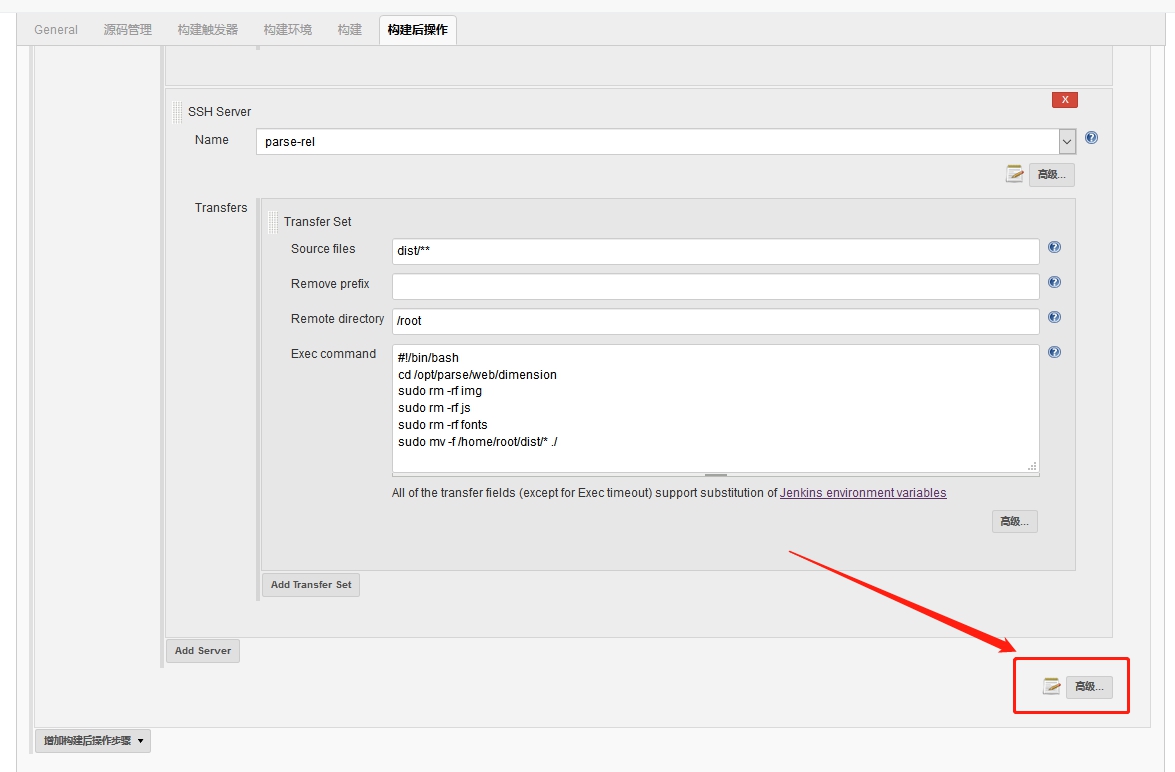 General 源码管理 构建触发器 构建环境 构建 构建后操作
X
SSH Server
Name parse-rel
高级...
Transfers
Transfer Set
Source files dist/**
Remove prefix
Remote directory /root
Exec command
#!/bin/bash
cd /opt/parse/web/dimension
sudo rm -rf img
sudo rm -rf js
sudo rm -rf fonts
sudo mv -f /home/root/dist/* ./
All of the transfer fields (except for Exec timeout) support substitution of Jenkins environment variables
高级...
Add Transfer Set
Add Server
高级...
增加构建后操作步骤